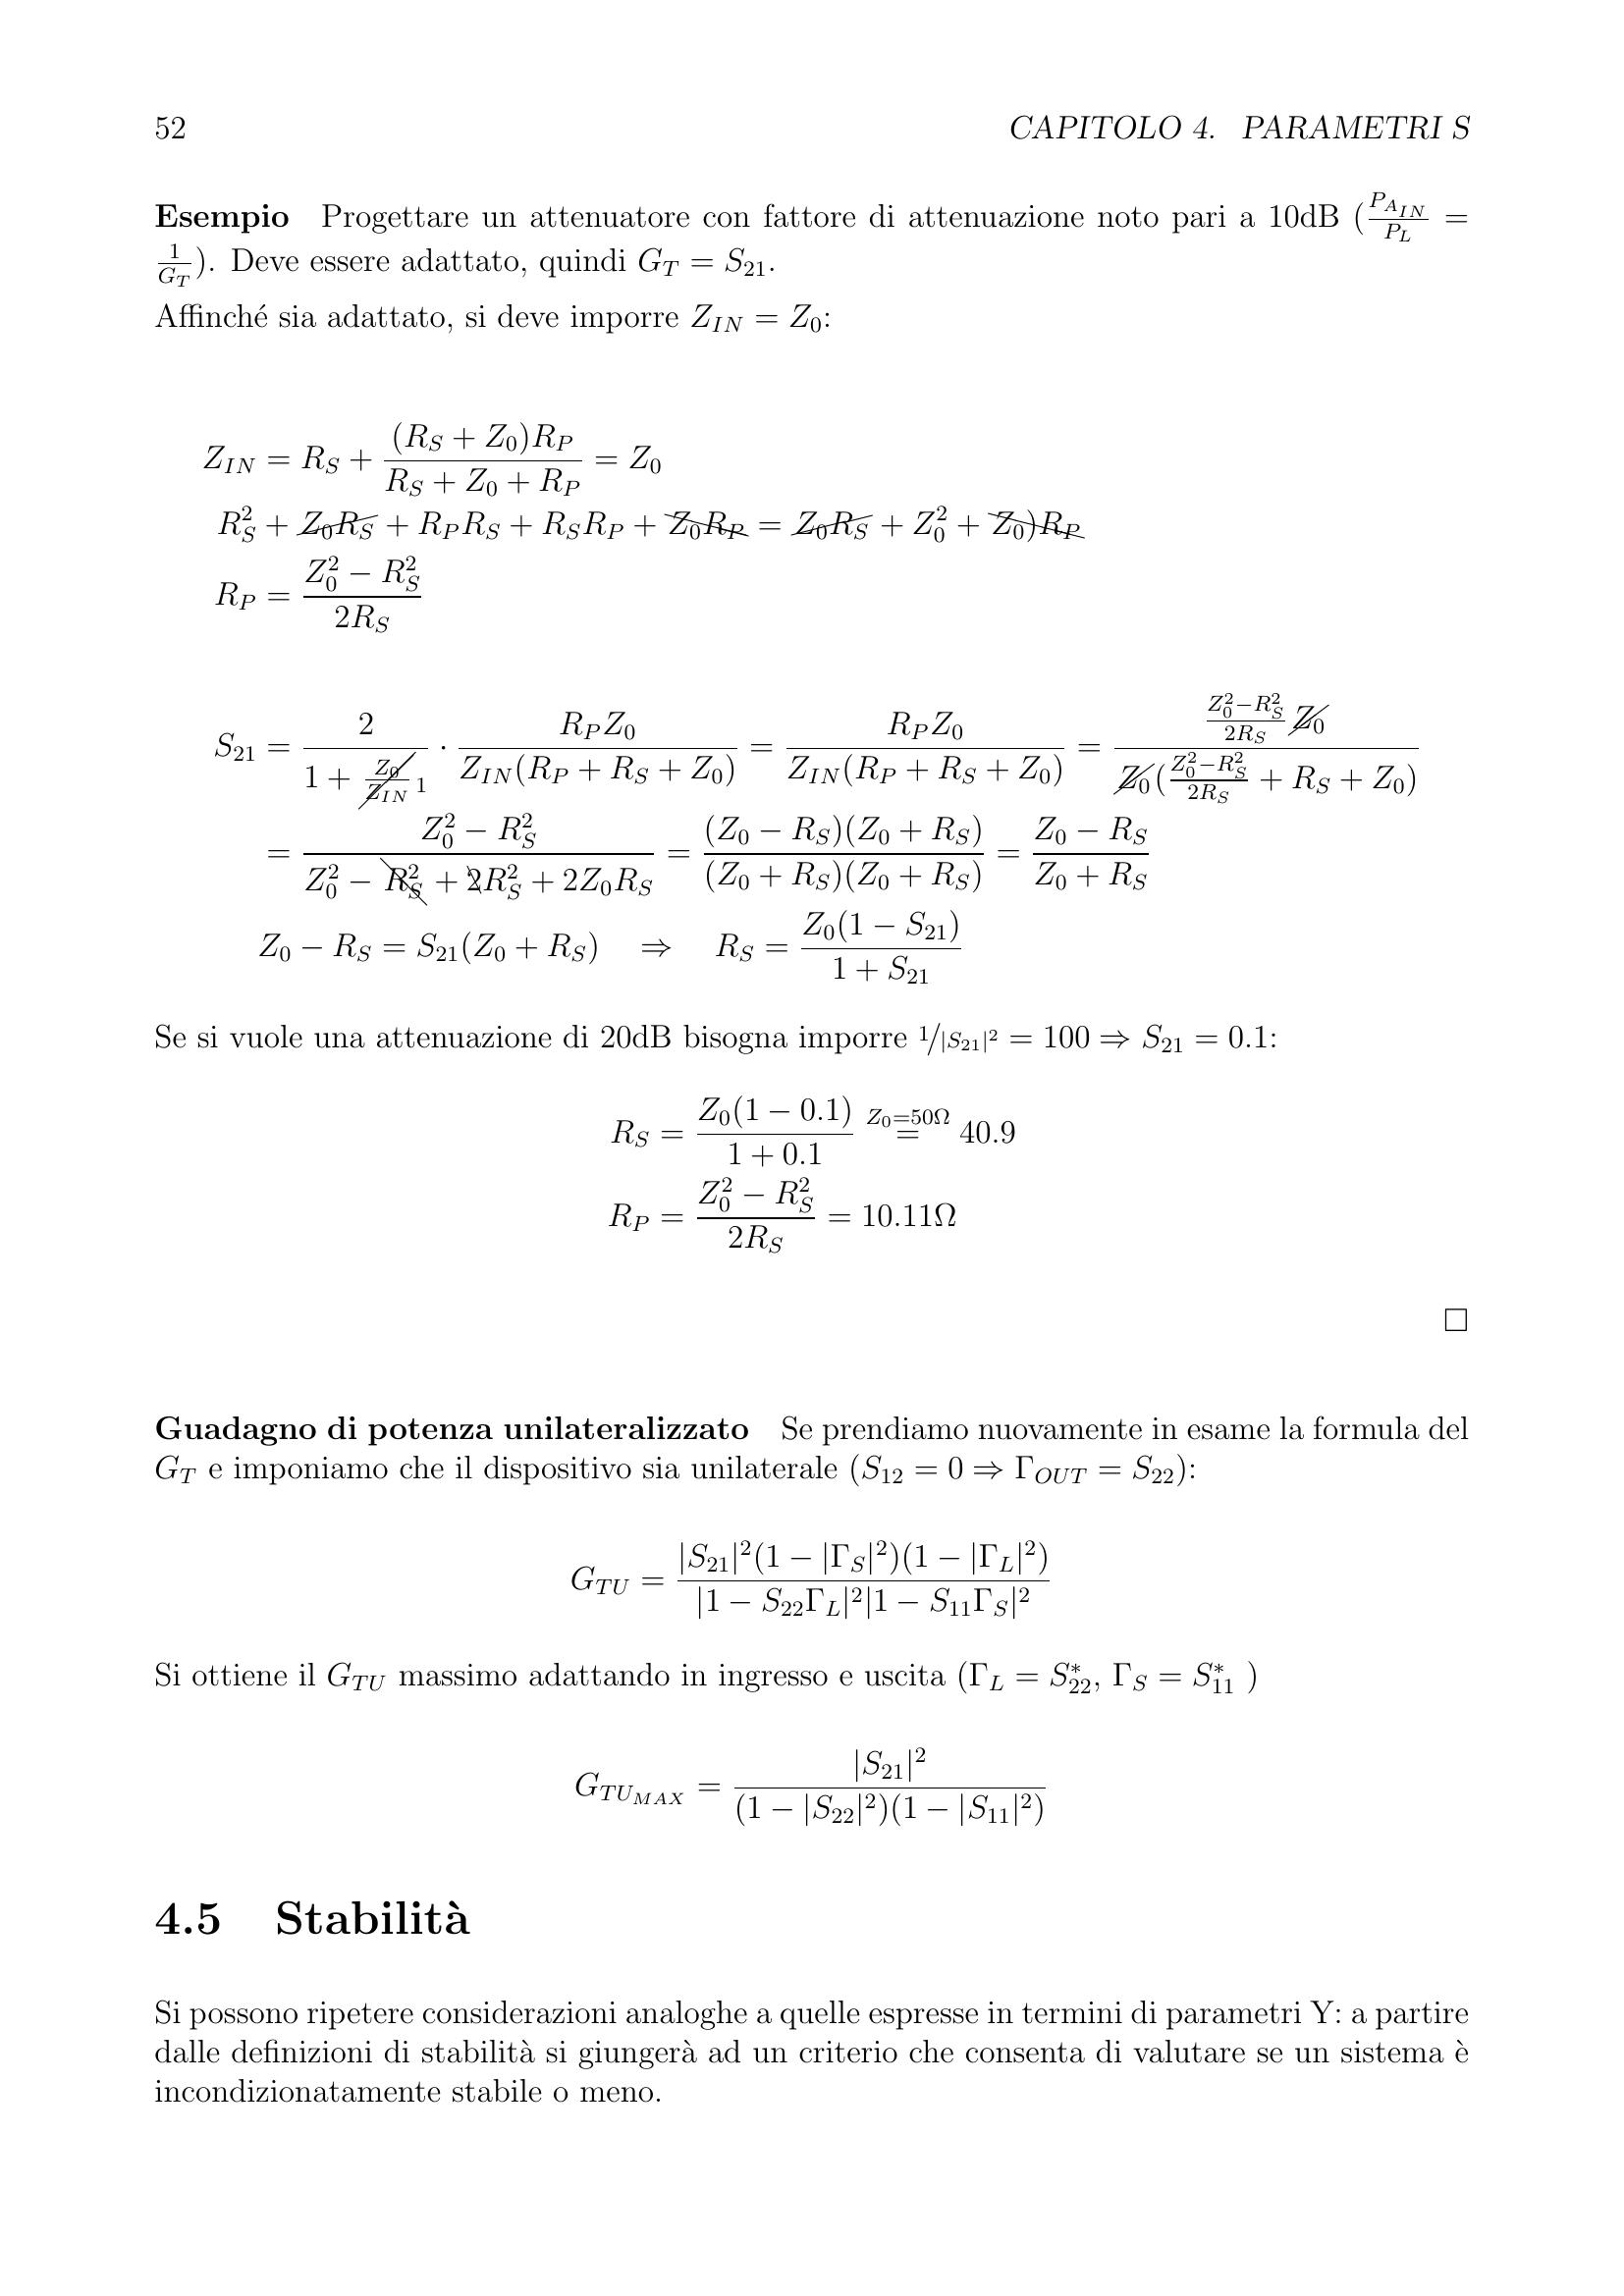 52 CAPITOLO 4. PARAMETRI S
Esempio Progettare un attenuatore con fattore di attenuazione noto pari a 10dB ($\frac{P_{A_{IN}}}{P_L}$ =
$\frac{1}{G_T}$). Deve essere adattato, quindi $G_T = S_{21}$.
Affinché sia adattato, si deve imporre $Z_{IN} = Z_0$:
$Z_{IN} = R_S + \frac{(R_S + Z_0)R_P}{R_S + Z_0 + R_P} = Z_0$
$R_S^2 + \cancel{Z_0R_S} + R_PR_S + R_SR_P + \cancel{Z_0R_P} = \cancel{Z_0R_S} + Z_0^2 + \cancel{Z_0)R_P}$
$R_P = \frac{Z_0^2 - R_S^2}{2R_S}$
$S_{21} = \frac{2}{1 + \cancel{\frac{Z_0}{Z_{IN}}}1} \cdot \frac{R_PZ_0}{Z_{IN}(R_P + R_S + Z_0)} = \frac{R_PZ_0}{Z_{IN}(R_P + R_S + Z_0)} = \frac{\frac{Z_0^2 - R_S^2}{2R_S}\cancel{Z_0}}{\cancel{Z_0}(\frac{Z_0^2 - R_S^2}{2R_S} + R_S + Z_0)}$
$= \frac{Z_0^2 - R_S^2}{Z_0^2 - \cancel{R_S^2} + \cancel{2}R_S^2 + 2Z_0R_S} = \frac{(Z_0 - R_S)(Z_0 + R_S)}{(Z_0 + R_S)(Z_0 + R_S)} = \frac{Z_0 - R_S}{Z_0 + R_S}$
$Z_0 - R_S = S_{21}(Z_0 + R_S) \quad \Rightarrow \quad R_S = \frac{Z_0(1 - S_{21})}{1 + S_{21}}$
Se si vuole una attenuazione di 20dB bisogna imporre $1/|S_{21}|^2 = 100 \Rightarrow S_{21} = 0.1$:
$R_S = \frac{Z_0(1 - 0.1)}{1 + 0.1} \overset{Z_0=50\Omega}{=} 40.9$
$R_P = \frac{Z_0^2 - R_S^2}{2R_S} = 10.11\Omega$
□
Guadagno di potenza unilateralizzato Se prendiamo nuovamente in esame la formula del
$G_T$ e imponiamo che il dispositivo sia unilaterale ($S_{12} = 0 \Rightarrow \Gamma_{OUT} = S_{22}$):
$G_{TU} = \frac{|S_{21}|^2(1 - |\Gamma_S|^2)(1 - |\Gamma_L|^2)}{|1 - S_{22}\Gamma_L|^2|1 - S_{11}\Gamma_S|^2}$
Si ottiene il $G_{TU}$ massimo adattando in ingresso e uscita ($\Gamma_L = S_{22}^*$, $\Gamma_S = S_{11}^*$ )
$G_{TU_{MAX}} = \frac{|S_{21}|^2}{(1 - |S_{22}|^2)(1 - |S_{11}|^2)}$
4.5 Stabilità
Si possono ripetere considerazioni analoghe a quelle espresse in termini di parametri Y: a partire
dalle definizioni di stabilità si giungerà ad un criterio che consenta di valutare se un sistema è
incondizionatamente stabile o meno.